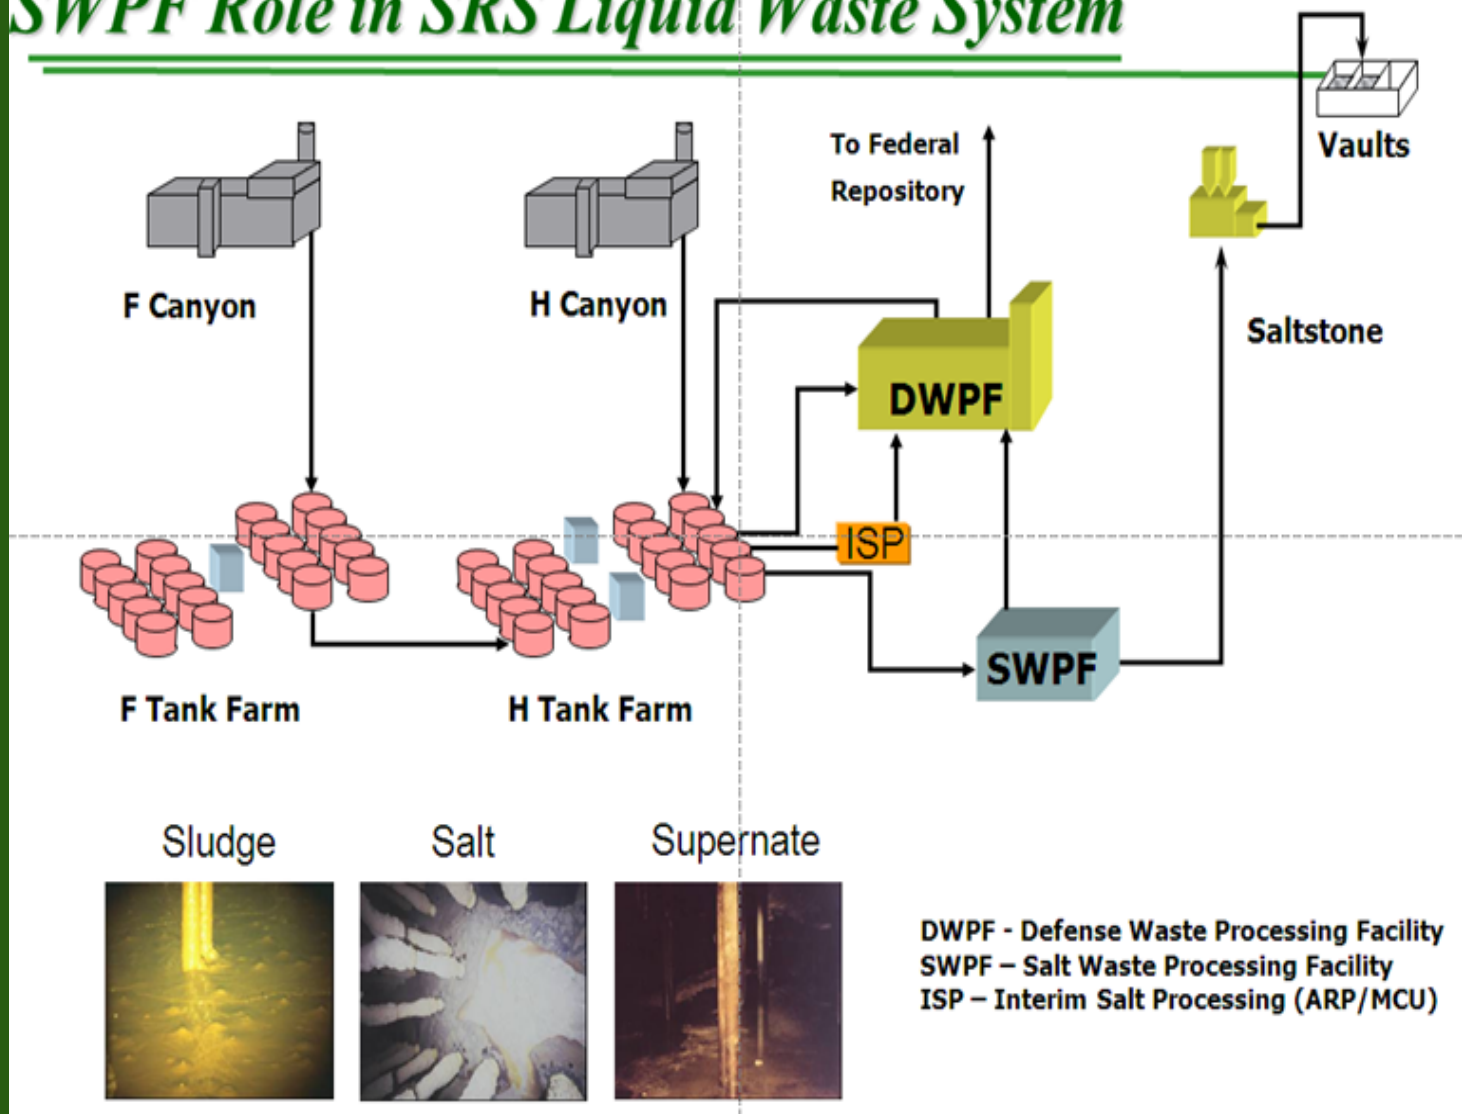 SWPF Role in SRS Liquid Waste System
Vaults
To Federal
Repository
F Canyon
H Canyon
Saltstone
DWPF
ISP
SWPF
F Tank Farm
H Tank Farm
Sludge
Salt
Supernate
DWPF - Defense Waste Processing Facility
SWPF – Salt Waste Processing Facility
ISP – Interim Salt Processing (ARP/MCU)